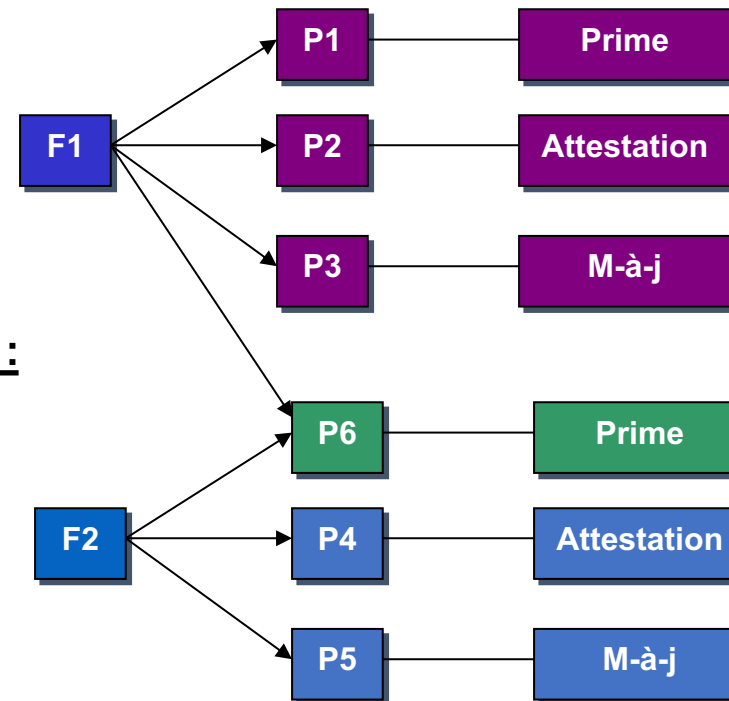 P1 Prime
F1 P2 Attestation
P3 M-à-j
:
P6 Prime
F2 P4 Attestation
P5 M-à-j